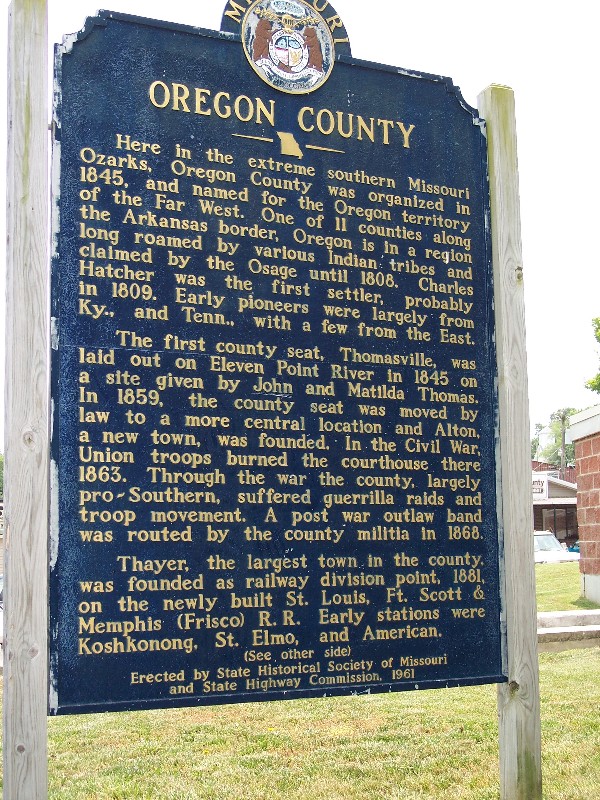 MISSOURI
OREGON COUNTY
Here in the extreme southern Missouri
Ozarks, Oregon County was organized in
1845, and named for the Oregon territory
of the Far West. One of 11 counties along
the Arkansas border, Oregon is in a region
long roamed by various Indian tribes and
claimed by the Osage until 1808. Charles
Hatcher was the first settler, probably
in 1809. Early pioneers were largely from
Ky., and Tenn., with a few from the East.
The first county seat, Thomasville, was
laid out on Eleven Point River in 1845 on
a site given by John and Matilda Thomas.
In 1859, the county seat was moved by
law to a more central location and Alton,
a new town, was founded. In the Civil War,
Union troops burned the courthouse there
1863. Through the war the county, largely
pro-Southern, suffered guerrilla raids and
troop movement. A post war outlaw band
was routed by the county militia in 1868.
Thayer, the largest town in the county,
was founded as railway division point, 1881,
on the newly built St. Louis, Ft. Scott &
Memphis (Frisco) R.R. Early stations were
Koshkonong, St. Elmo, and American.
(See other side)
Erected by State Historical Society of Missouri
and State Highway Commission, 1961